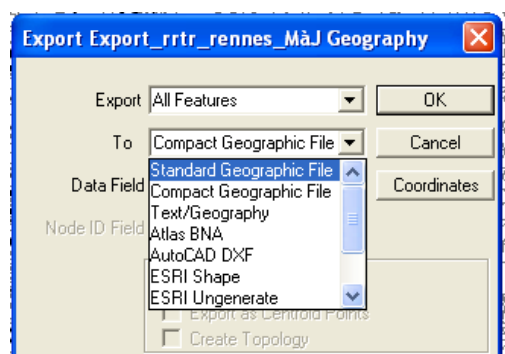 Export Export_rrtr_rennes_MàJ Geography
Export All Features OK
To Compact Geographic File Cancel
Standard Geographic File
Data Field Compact Geographic File Coordinates
Text/Geography
Node ID Field Atlas BNA
AutoCAD DXF
ESRI Shape
ESRI Ungenerate
Export as Centroid Points
Create Topology